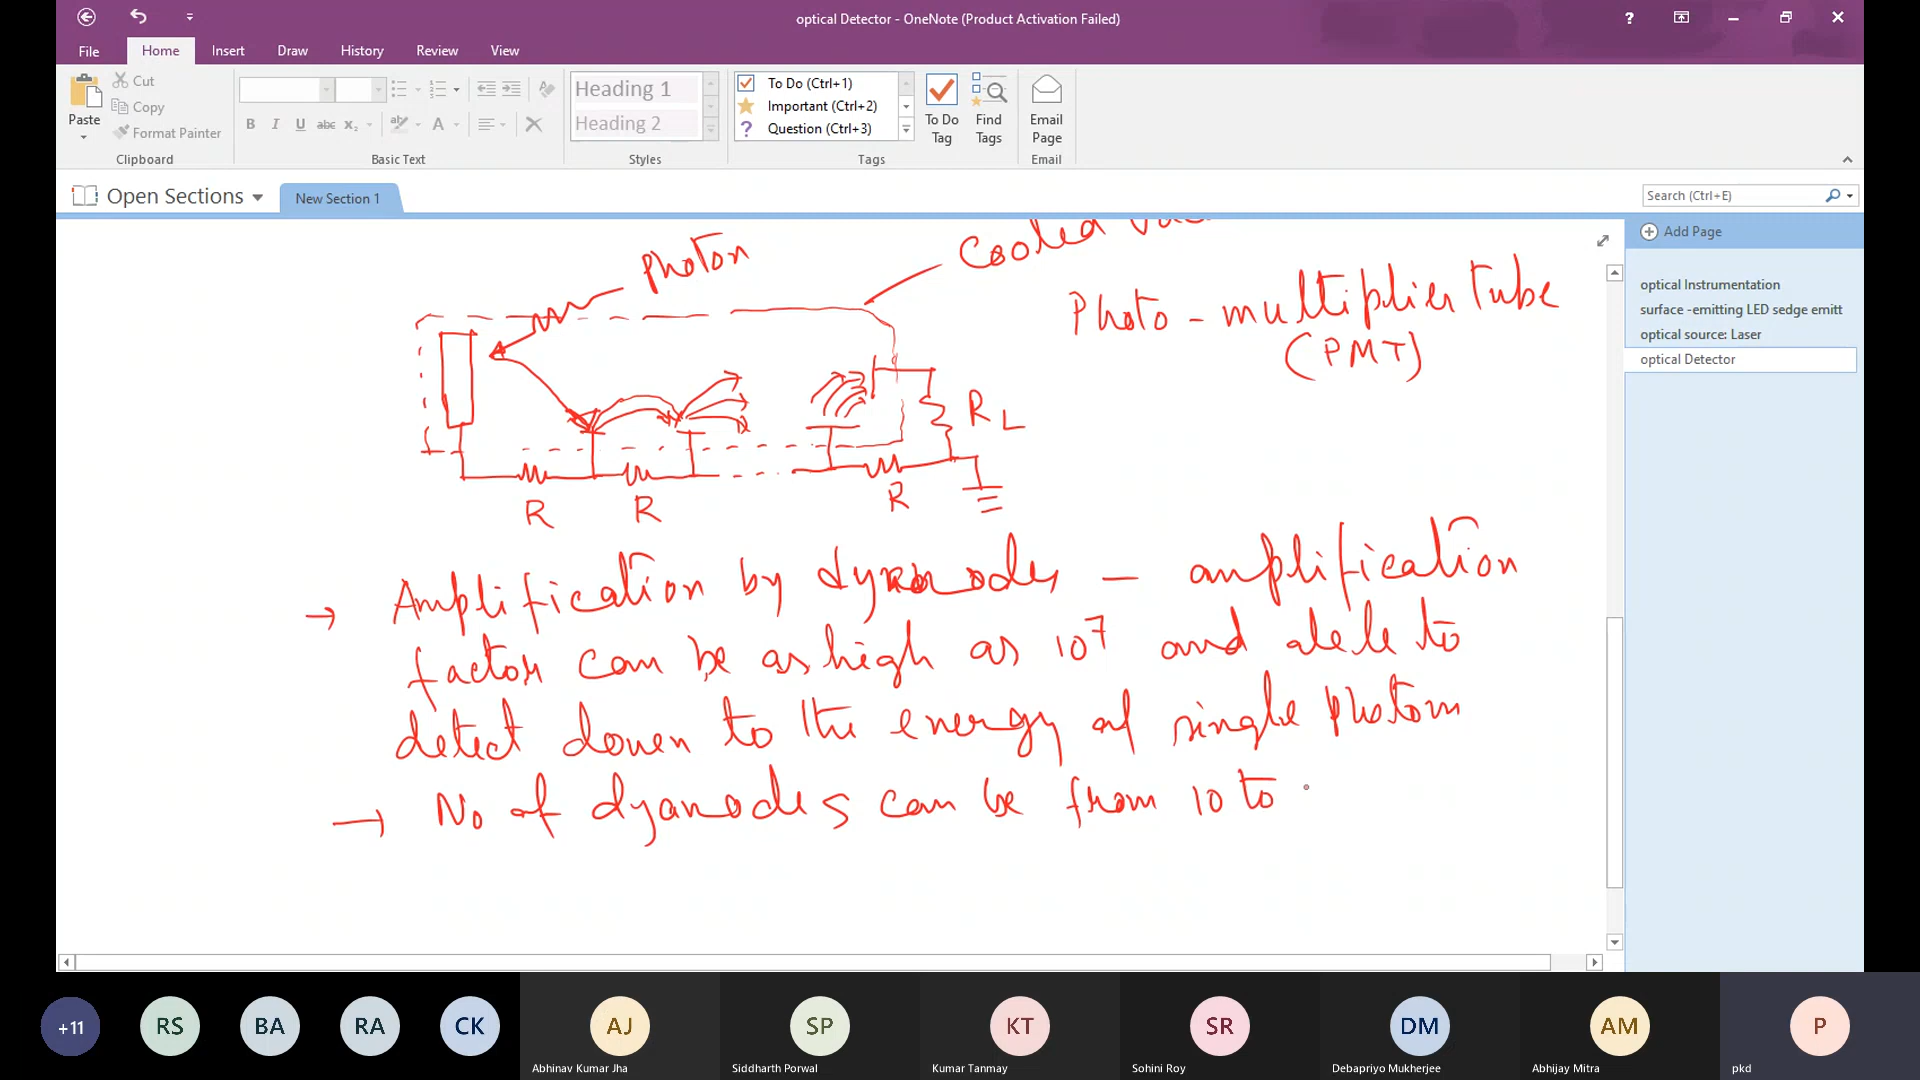 optical Detector - OneNote (Product Activation Failed)
?
File Home Insert Draw History Review View
Paste
Cut
Copy
Format Painter
Clipboard
B I U abc x₂ ab A
Basic Text
Heading 1
Heading 2
Styles
To Do (Ctrl+1)
Important (Ctrl+2)
? Question (Ctrl+3)
To Do Tag
Find Tags
Tags
Email Page
Email
Open Sections New Section 1 Search (Ctrl+E)
Add Page
optical Instrumentation
surface -emitting LED sedge emitt
optical source: Laser
optical Detector
Photon
Cooled
Photo - multiplier tube
(PMT)
RL
R R R
→ Amplification by dyanodes — amplification
factor can be as high as 10⁷ and able to
detect down to the energy of single photon
→ No of dyanodes can be from 10 to
+11 RS BA RA CK AJ SP KT SR DM AM P
Abhinav Kumar Jha Siddharth Porwal Kumar Tanmay Sohini Roy Debapriyo Mukherjee Abhijay Mitra pkd